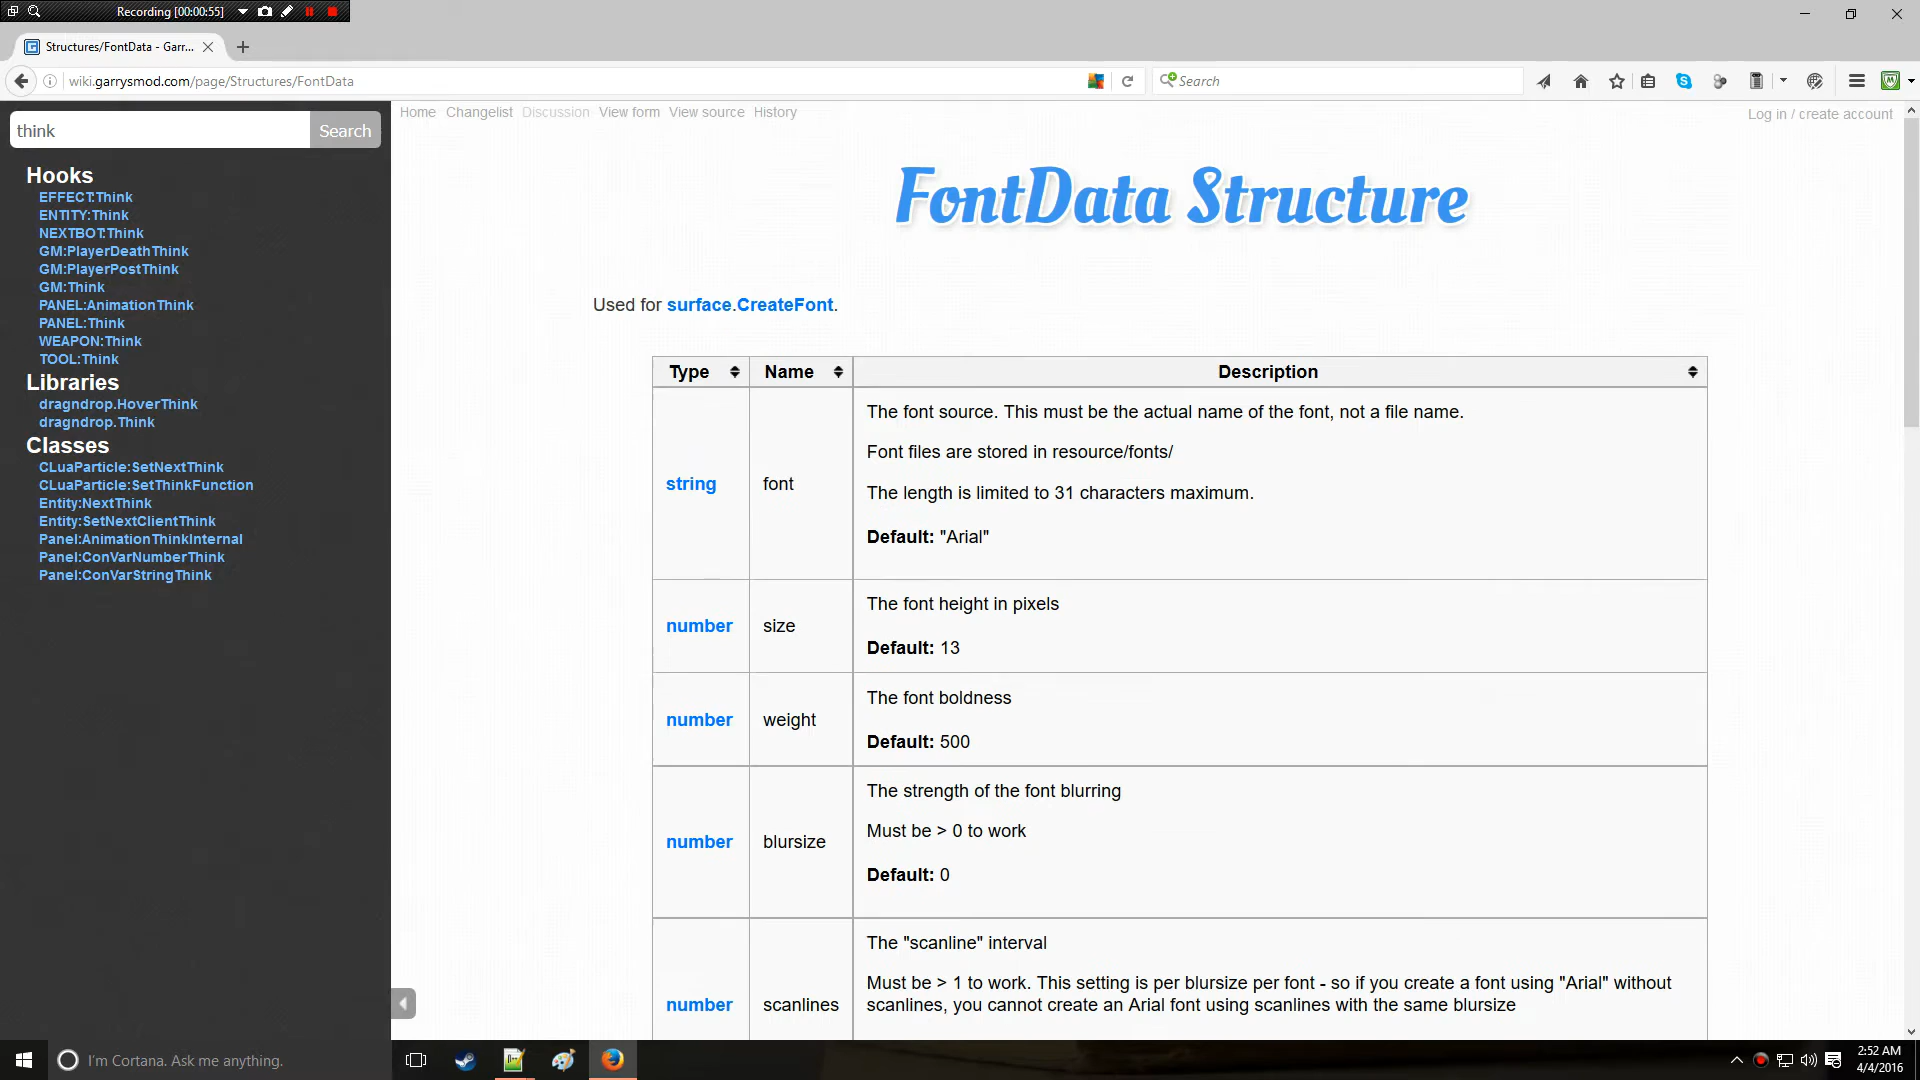 Recording [00:00:55]
Structures/FontData - Garr...
wiki.garrysmod.com/page/Structures/FontData
Search
think
Search
Home Changelist Discussion View form View source History
Log in / create account
Hooks
EFFECT:Think
ENTITY:Think
NEXTBOT:Think
GM:PlayerDeathThink
GM:PlayerPostThink
GM:Think
PANEL:AnimationThink
PANEL:Think
WEAPON:Think
TOOL:Think
Libraries
dragndrop.HoverThink
dragndrop.Think
Classes
CLuaParticle:SetNextThink
CLuaParticle:SetThinkFunction
Entity:NextThink
Entity:SetNextClientThink
Panel:AnimationThinkInternal
Panel:ConVarNumberThink
Panel:ConVarStringThink
FontData Structure
Used for surface.CreateFont.
Type Name Description
string font
The font source. This must be the actual name of the font, not a file name.
Font files are stored in resource/fonts/
The length is limited to 31 characters maximum.
Default: "Arial"
number size
The font height in pixels
Default: 13
number weight
The font boldness
Default: 500
number blursize
The strength of the font blurring
Must be > 0 to work
Default: 0
number scanlines
The "scanline" interval
Must be > 1 to work. This setting is per blursize per font - so if you create a font using "Arial" without
scanlines, you cannot create an Arial font using scanlines with the same blursize
I'm Cortana. Ask me anything.
2:52 AM
4/4/2016